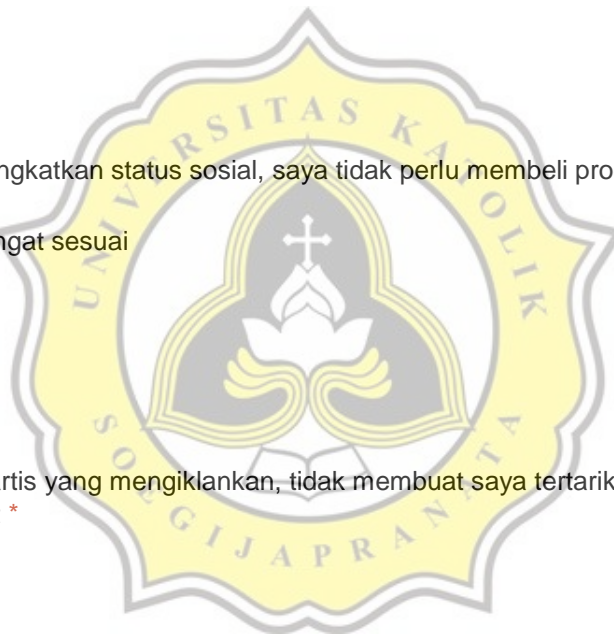 ngkatkan status sosial, saya tidak perlu membeli pro
ngat sesuai
rtis yang mengiklankan, tidak membuat saya tertarik
*
UNIVERSITAS KATOLIK
SOEGIJAPRANATA